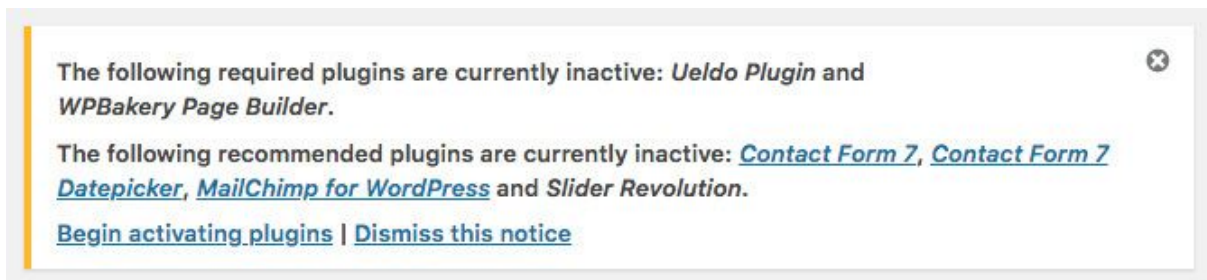 The following required plugins are currently inactive: Ueldo Plugin and
WPBakery Page Builder.
The following recommended plugins are currently inactive: Contact Form 7, Contact Form 7
Datepicker, MailChimp for WordPress and Slider Revolution.
Begin activating plugins | Dismiss this notice